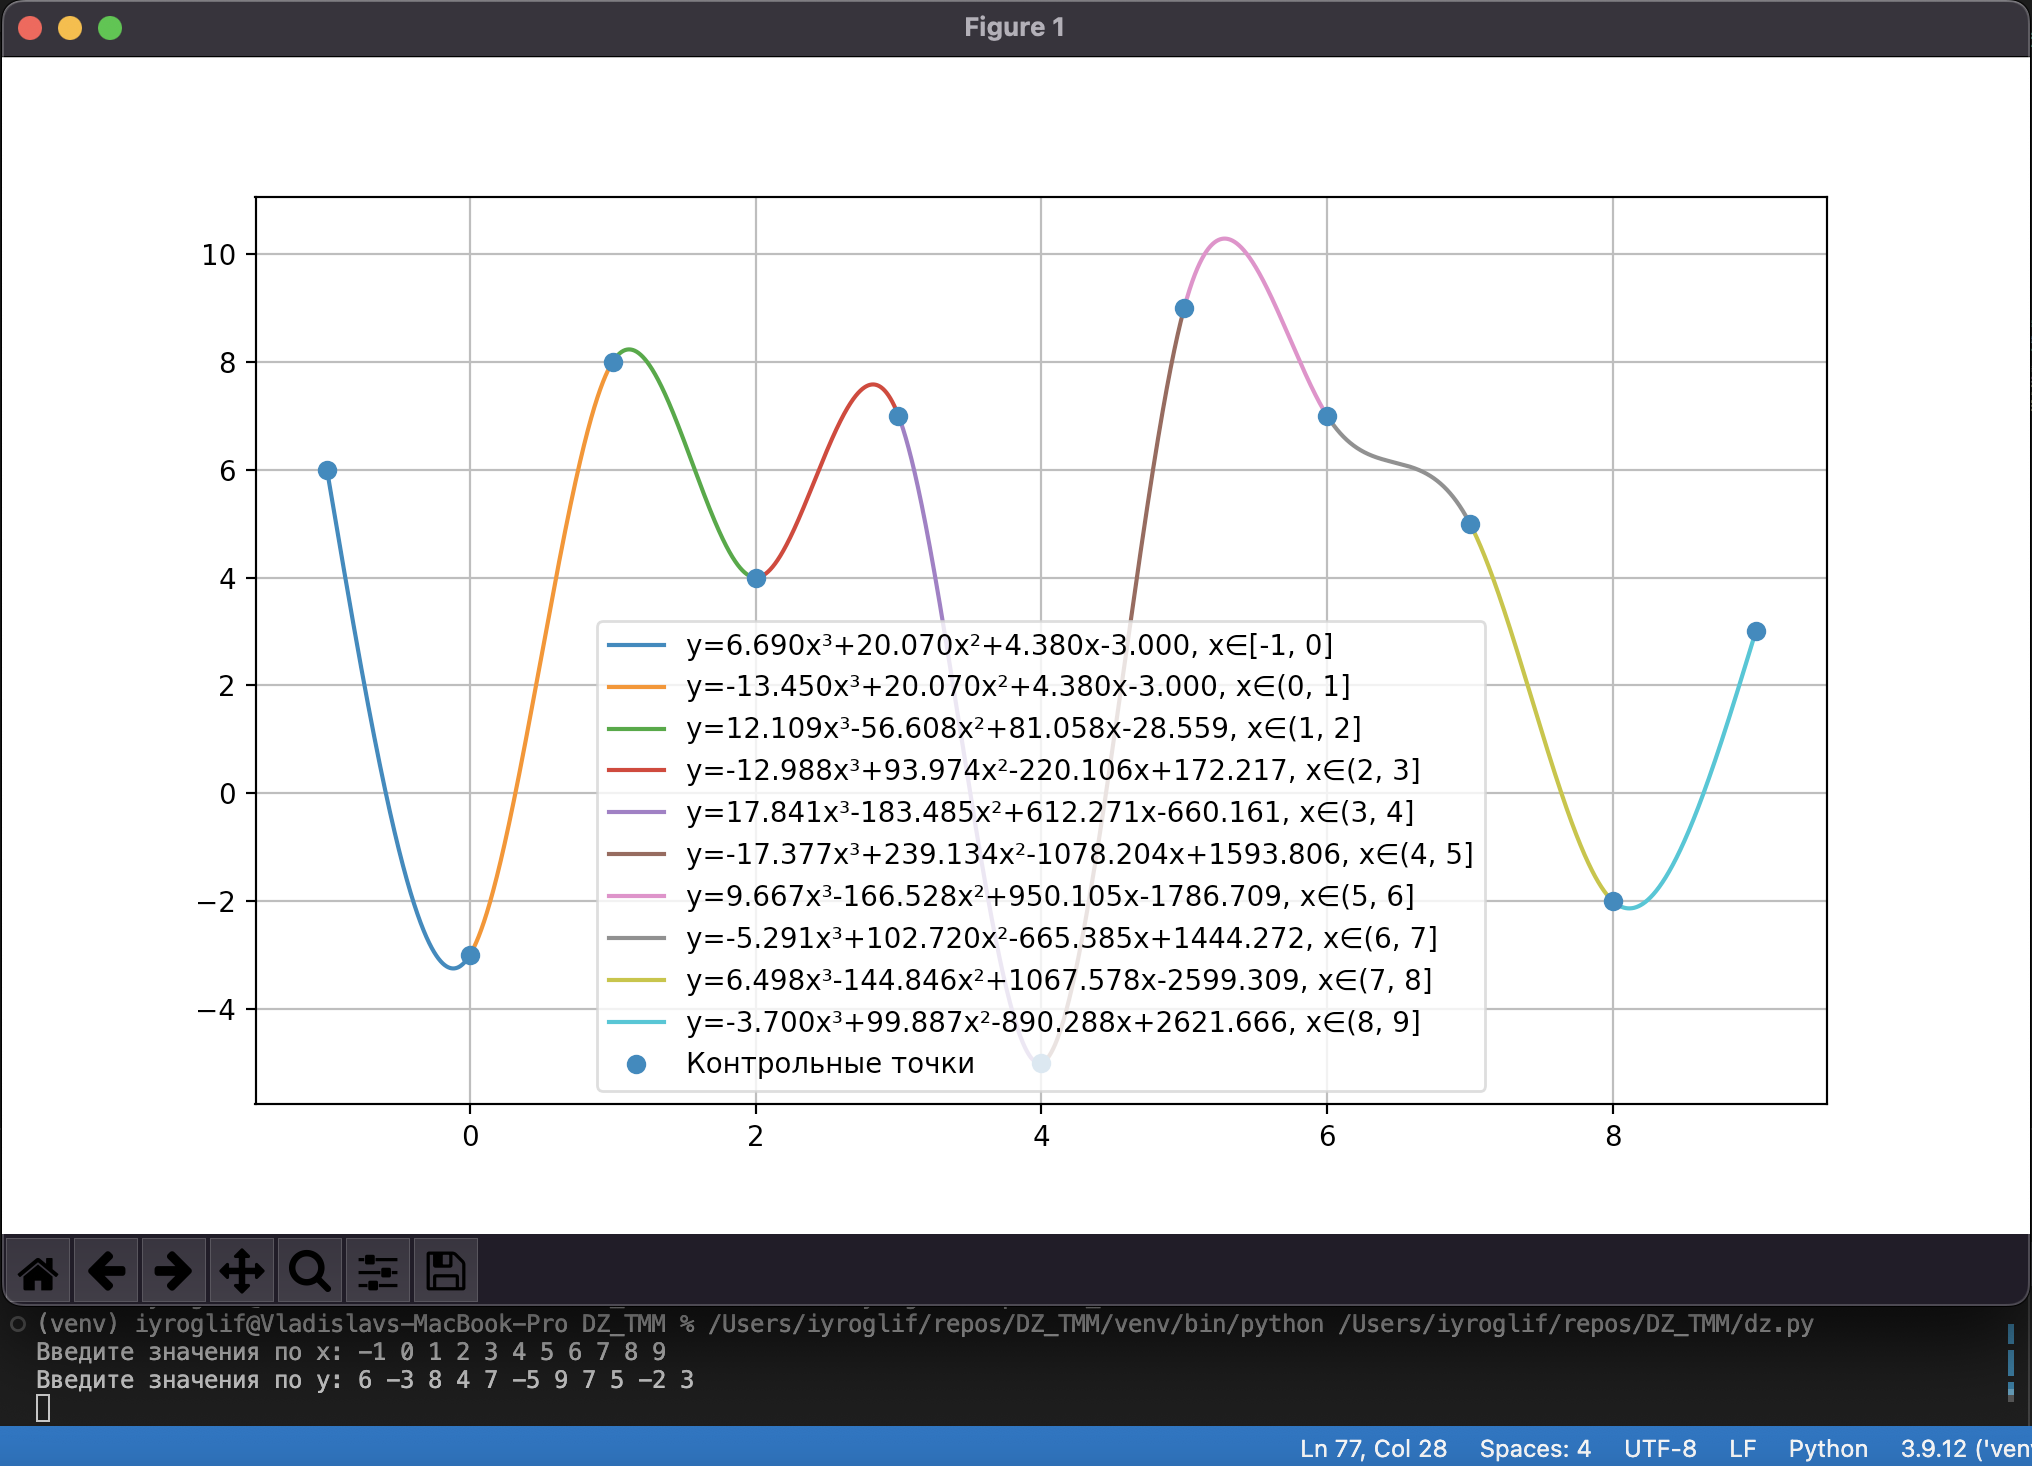 Figure 1
10
8
6
4
2
0
−2
−4
0 2 4 6 8
y=6.690x³+20.070x²+4.380x-3.000, x∈[-1, 0]
y=-13.450x³+20.070x²+4.380x-3.000, x∈(0, 1]
y=12.109x³-56.608x²+81.058x-28.559, x∈(1, 2]
y=-12.988x³+93.974x²-220.106x+172.217, x∈(2, 3]
y=17.841x³-183.485x²+612.271x-660.161, x∈(3, 4]
y=-17.377x³+239.134x²-1078.204x+1593.806, x∈(4, 5]
y=9.667x³-166.528x²+950.105x-1786.709, x∈(5, 6]
y=-5.291x³+102.720x²-665.385x+1444.272, x∈(6, 7]
y=6.498x³-144.846x²+1067.578x-2599.309, x∈(7, 8]
y=-3.700x³+99.887x²-890.288x+2621.666, x∈(8, 9]
Контрольные точки
(venv) iyroglif@Vladislavs-MacBook-Pro DZ_TMM % /Users/iyroglif/repos/DZ_TMM/venv/bin/python /Users/iyroglif/repos/DZ_TMM/dz.py
Введите значения по x: -1 0 1 2 3 4 5 6 7 8 9
Введите значения по y: 6 -3 8 4 7 -5 9 7 5 -2 3
Ln 77, Col 28 Spaces: 4 UTF-8 LF Python 3.9.12 ('ven